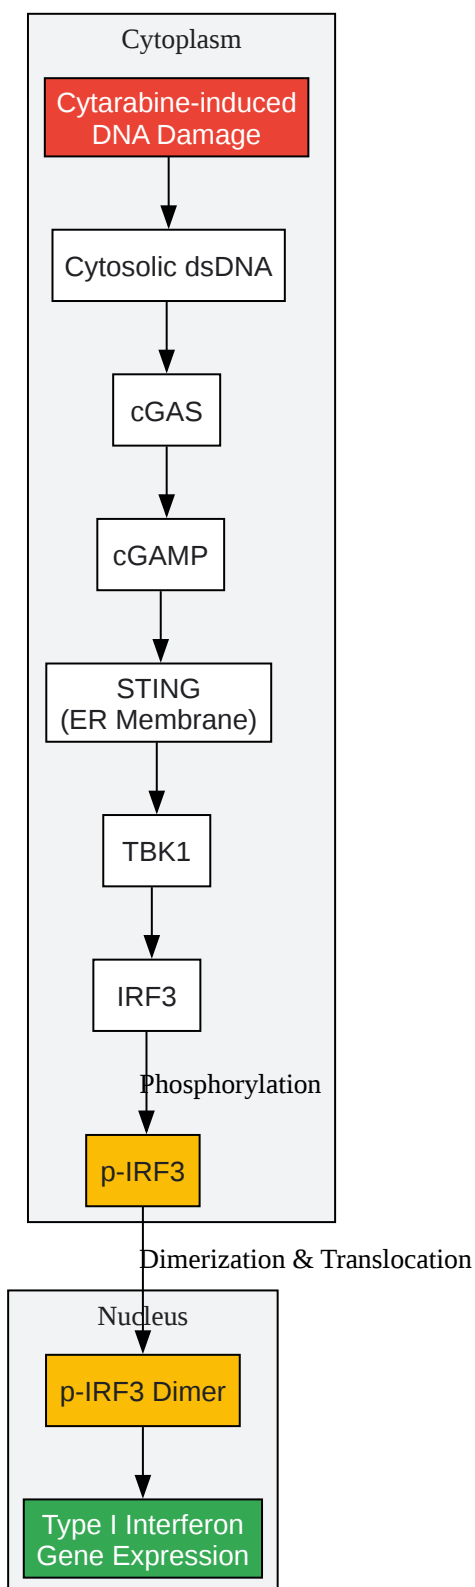 Cytoplasm
Cytarabine-induced
DNA Damage
Cytosolic dsDNA
cGAS
cGAMP
STING
(ER Membrane)
TBK1
IRF3
Phosphorylation
p-IRF3
Dimerization & Translocation
Nucleus
p-IRF3 Dimer
Type I Interferon
Gene Expression